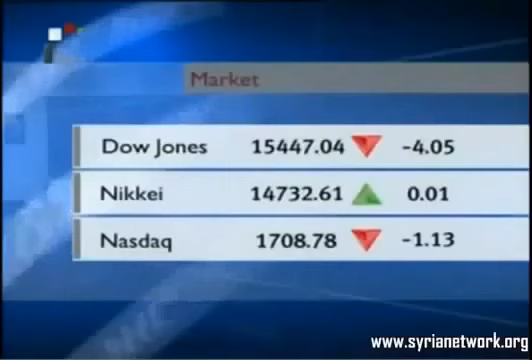 Market
Dow Jones 15447.04 -4.05
Nikkei 14732.61 0.01
Nasdaq 1708.78 -1.13
www.syrianetwork.org